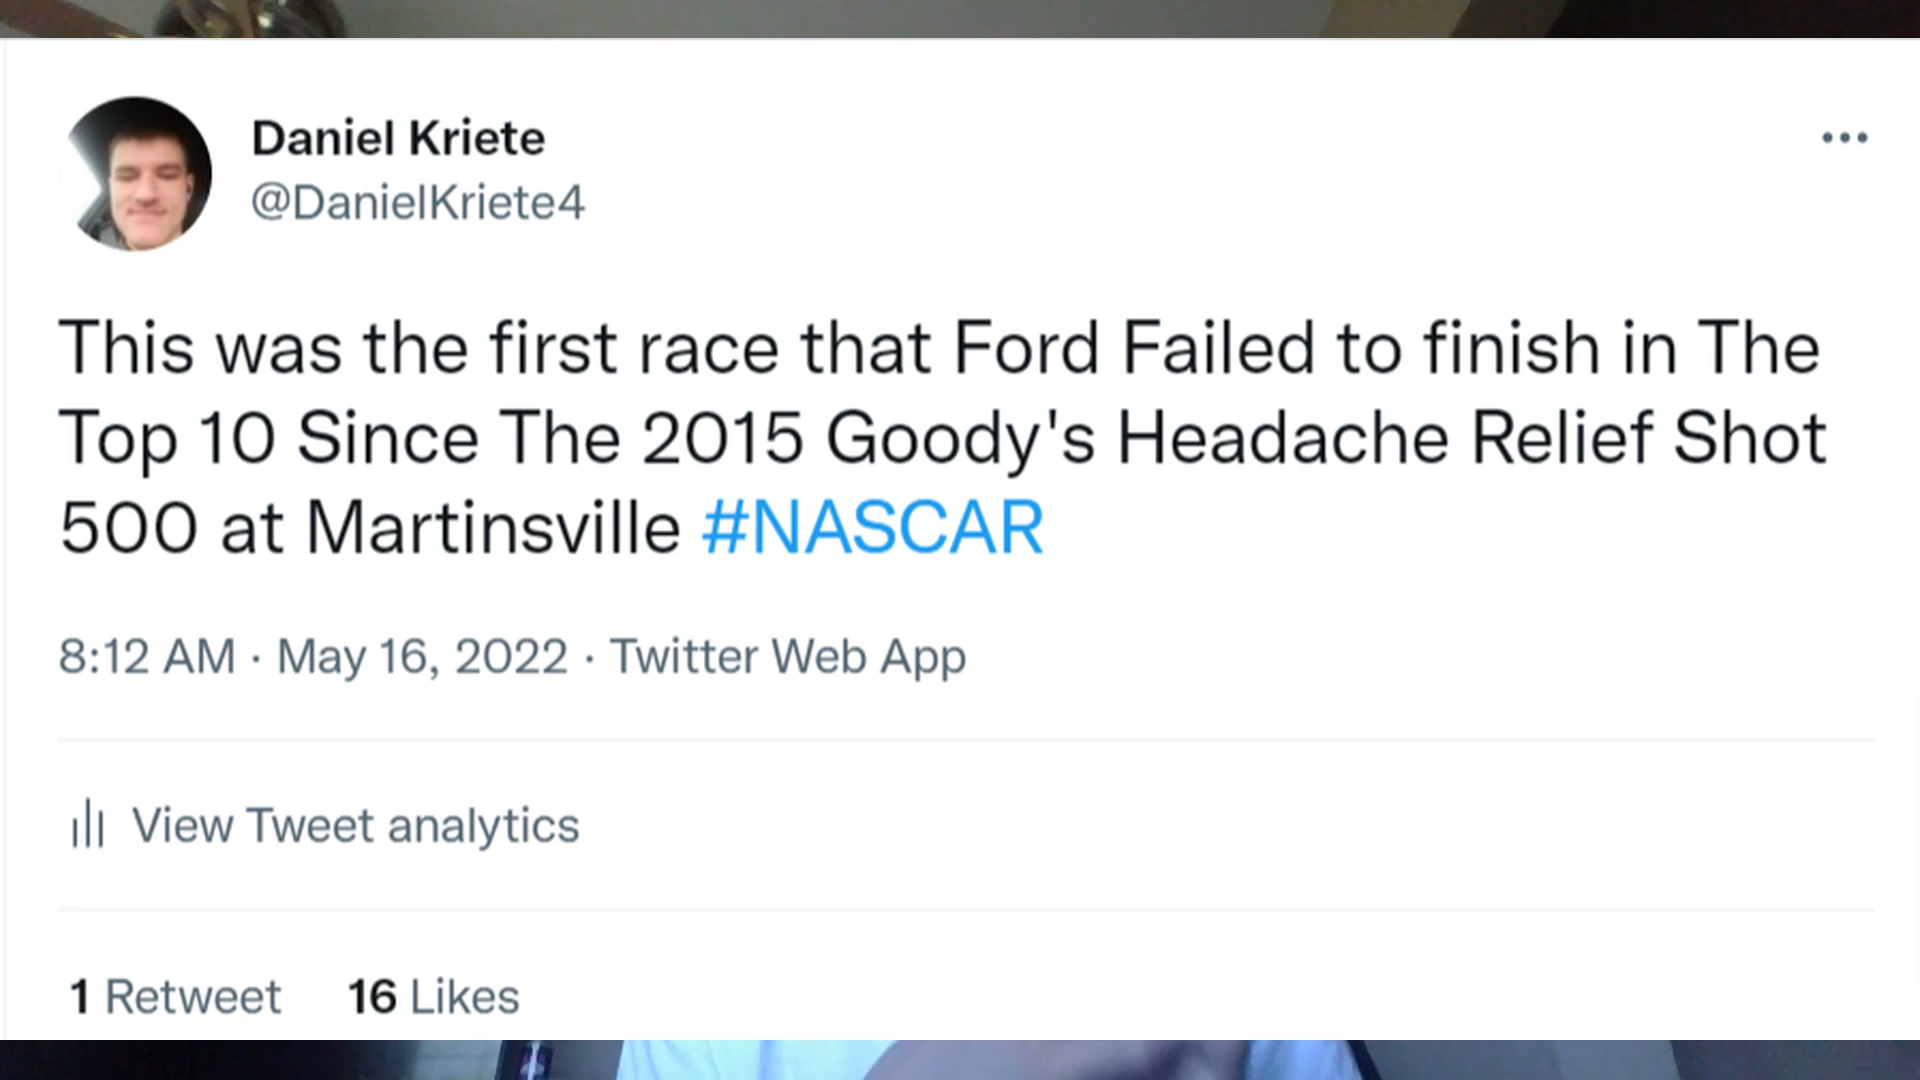 Daniel Kriete
@DanielKriete4
This was the first race that Ford Failed to finish in The
Top 10 Since The 2015 Goody's Headache Relief Shot
500 at Martinsville #NASCAR
8:12 AM · May 16, 2022 · Twitter Web App
View Tweet analytics
1 Retweet 16 Likes